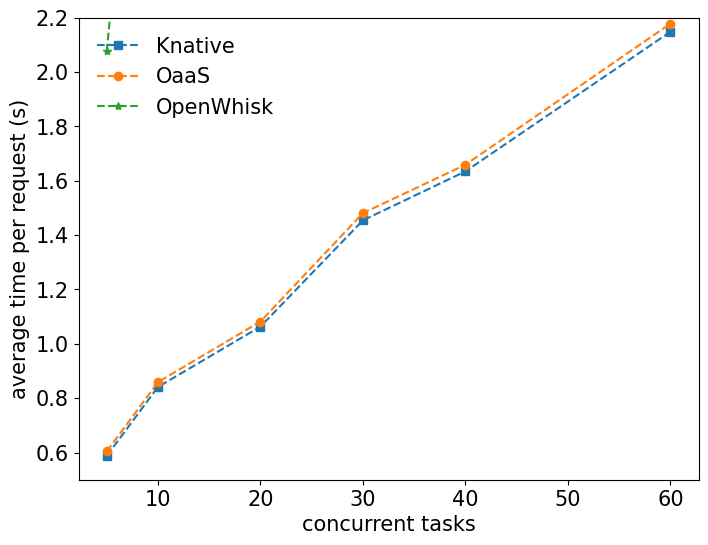 2.2
2.0
1.8
1.6
1.4
1.2
1.0
0.8
0.6
average time per request (s)
Knative
OaaS
OpenWhisk
10 20 30 40 50 60
concurrent tasks